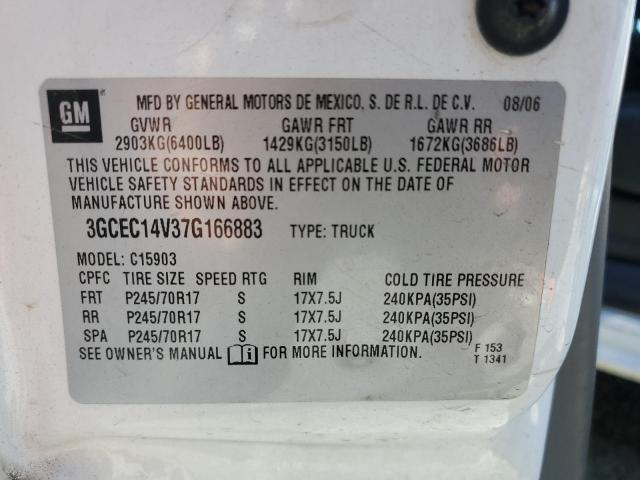 GM
MFD BY GENERAL MOTORS DE MEXICO, S. DE R.L. DE C.V. 08/06
GVWR GAWR FRT GAWR RR
2903KG(6400LB) 1429KG(3150LB) 1672KG(3686LB)
THIS VEHICLE CONFORMS TO ALL APPLICABLE U.S. FEDERAL MOTOR
VEHICLE SAFETY STANDARDS IN EFFECT ON THE DATE OF
MANUFACTURE SHOWN ABOVE.
3GCEC14V37G166883 TYPE: TRUCK
MODEL: C15903
CPFC TIRE SIZE SPEED RTG RIM COLD TIRE PRESSURE
FRT P245/70R17 S 17X7.5J 240KPA(35PSI)
RR P245/70R17 S 17X7.5J 240KPA(35PSI)
SPA P245/70R17 S 17X7.5J 240KPA(35PSI)
SEE OWNER'S MANUAL FOR MORE INFORMATION. F 153
T 1341